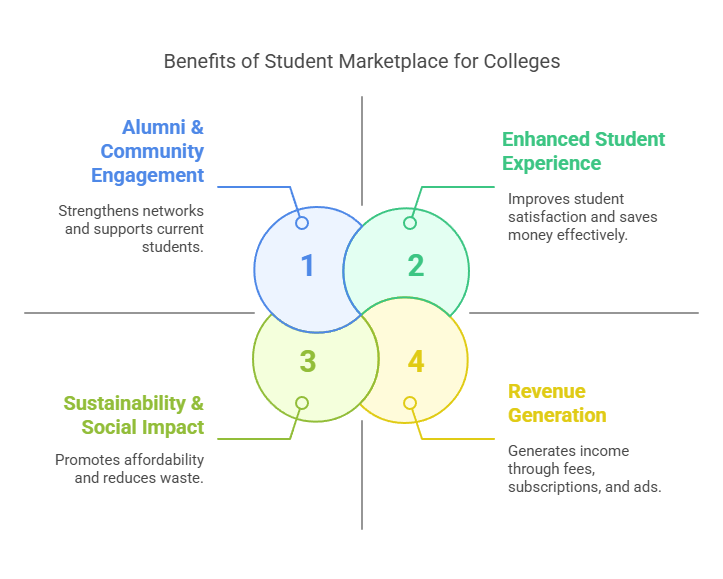 Benefits of Student Marketplace for Colleges
Alumni &
Community
Engagement
Strengthens networks
and supports current
students.
Enhanced Student
Experience
Improves student
satisfaction and saves
money effectively.
1
2
3
4
Sustainability &
Social Impact
Promotes affordability
and reduces waste.
Revenue
Generation
Generates income
through fees,
subscriptions, and ads.